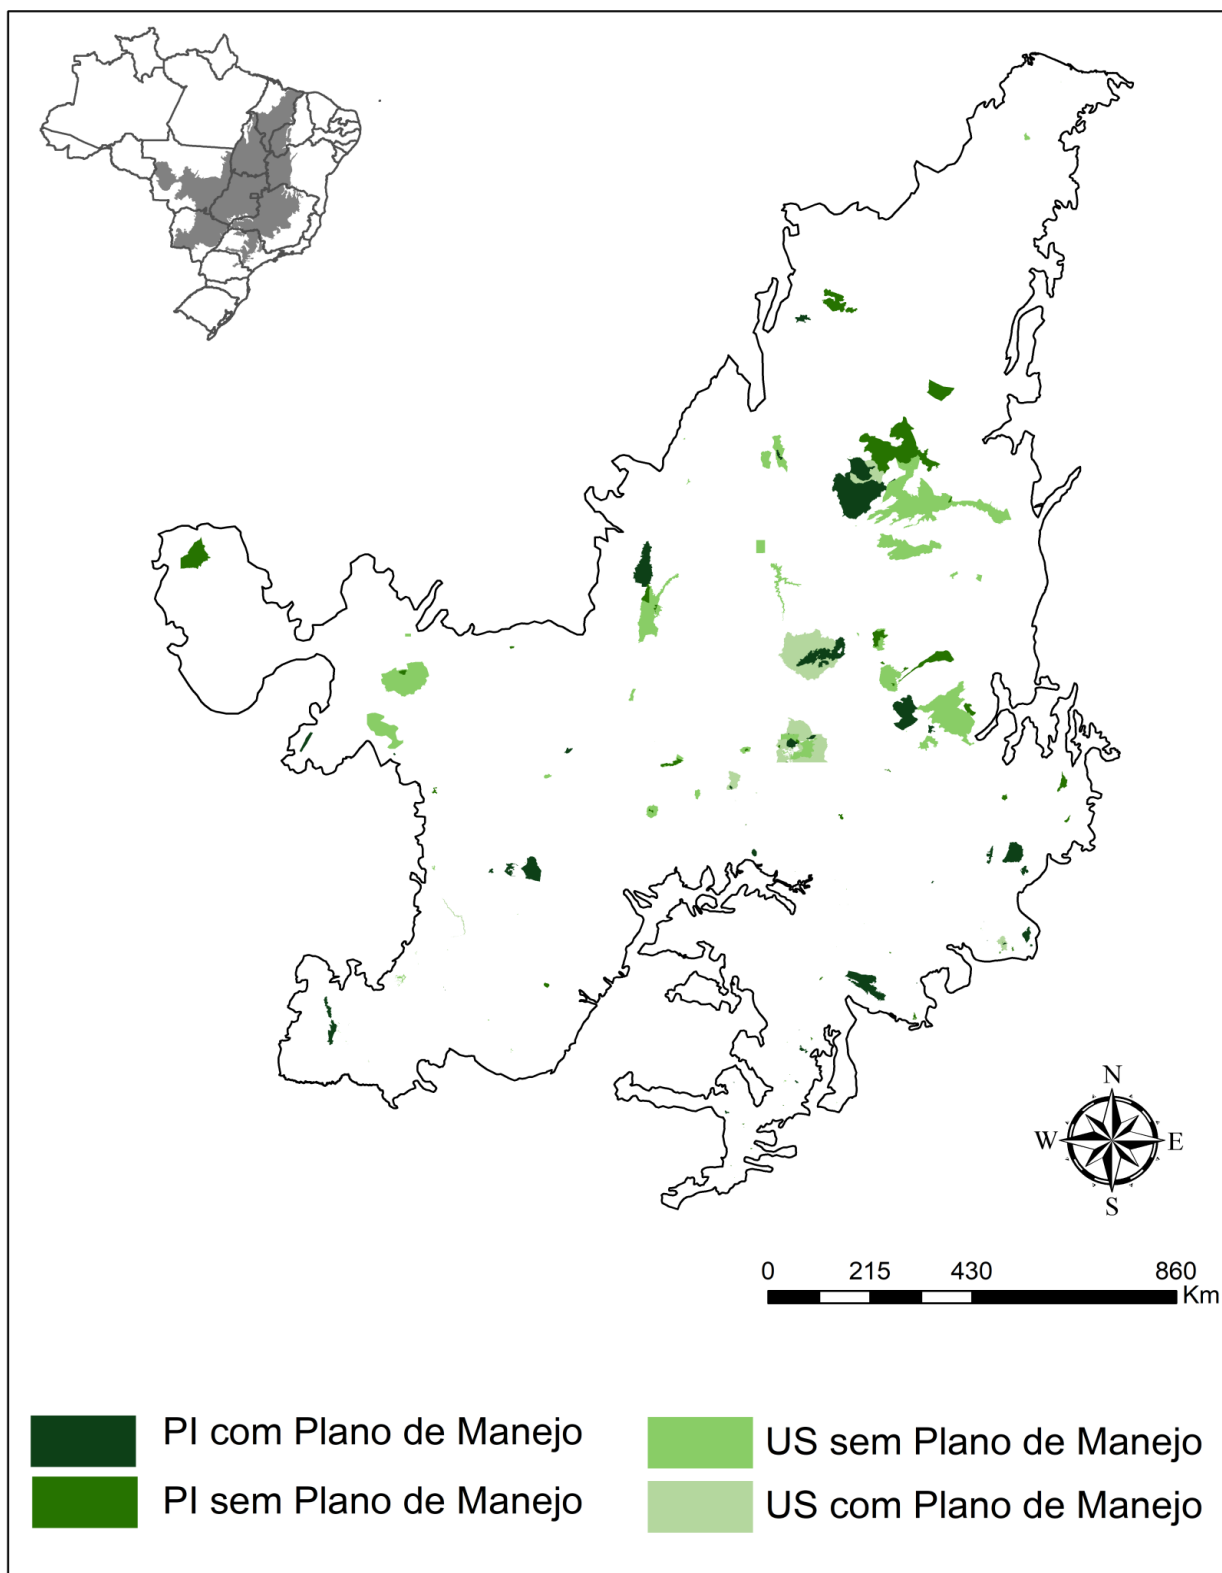 N
W E
S
0 215 430 860
Km
PI com Plano de Manejo
PI sem Plano de Manejo
US sem Plano de Manejo
US com Plano de Manejo